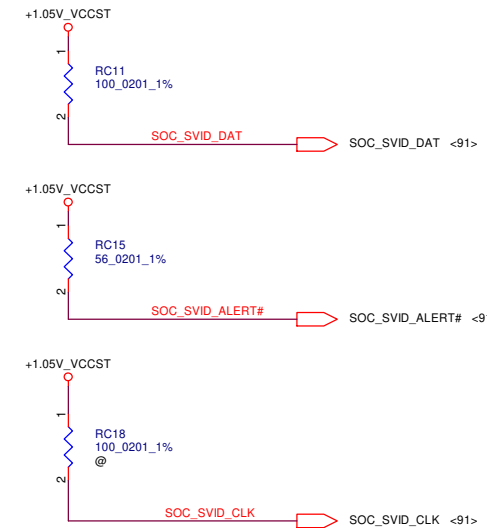 +1.05V_VCCST
1
RC11
100_0201_1%
2
SOC_SVID_DAT
SOC_SVID_DAT <91>
+1.05V_VCCST
1
RC15
56_0201_1%
2
SOC_SVID_ALERT#
SOC_SVID_ALERT# <9
+1.05V_VCCST
1
RC18
100_0201_1%
@
2
SOC_SVID_CLK
SOC_SVID_CLK <91>